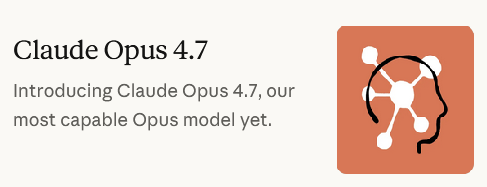 Claude Opus 4.7
Introducing Claude Opus 4.7, our
most capable Opus model yet.